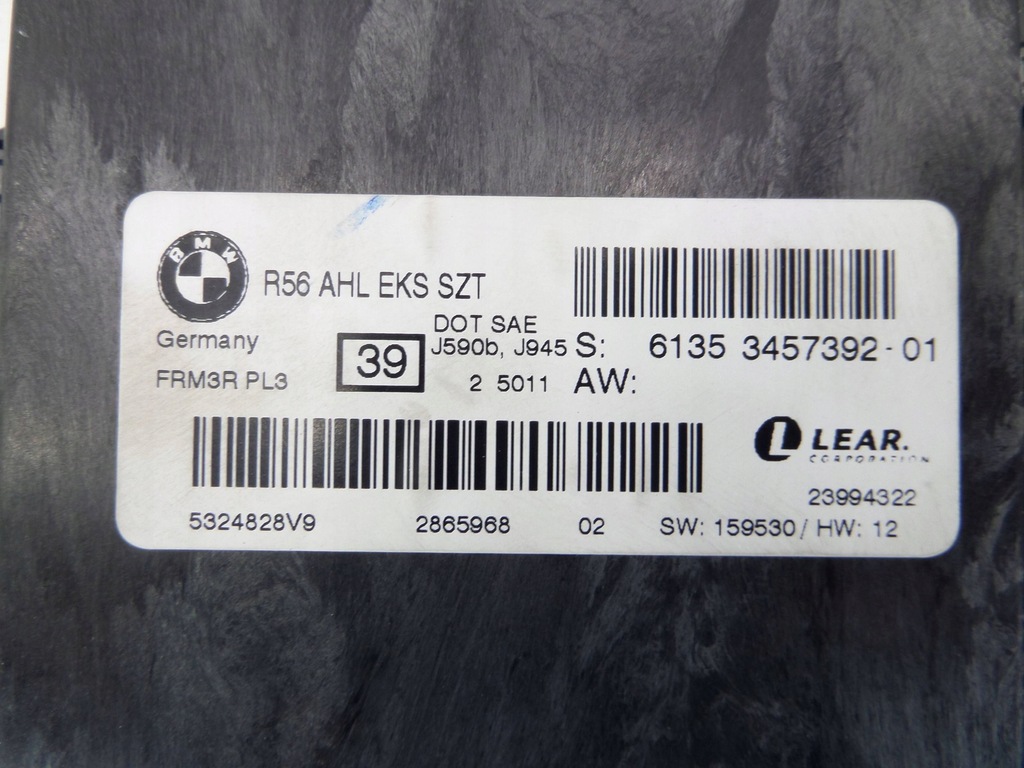 BMW
R56 AHL EKS SZT
Germany
FRM3R PL3
39
DOT SAE
J590b, J945
2 5011
S: 6135 3457392-01
AW:
L LEAR.
CORPORATION
23994322
5324828V9 2865968 02 SW: 159530/ HW: 12